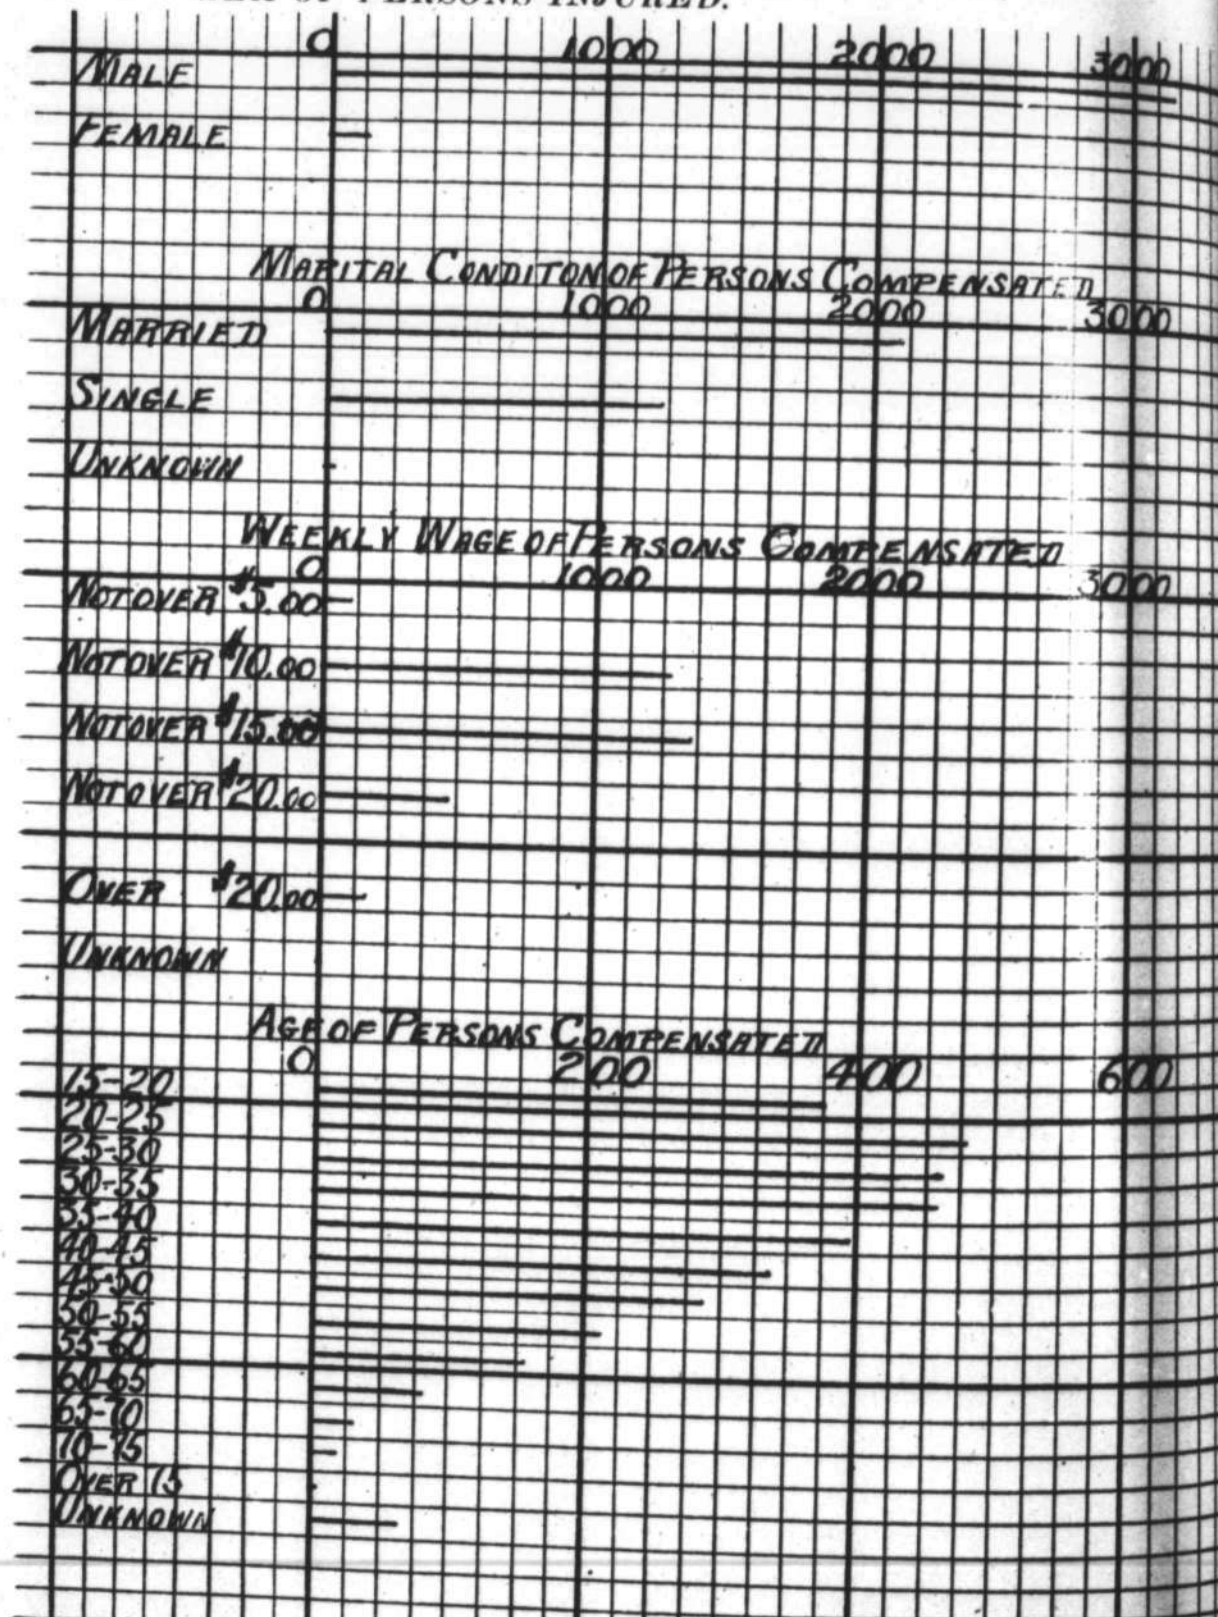 PERSONS INJURED.
0 1000 2000 3000
MALE
FEMALE
MARITAL CONDITON OF PERSONS COMPENSATED
0 1000 2000 3000
MARRIED
SINGLE
UNKNOWN
WEEKLY WAGE OF PERSONS COMPENSATED
0 1000 2000 3000
NOT OVER $5.00
NOT OVER $10.00
NOT OVER $15.00
NOT OVER $20.00
OVER $20.00
UNKNOWN
AGE OF PERSONS COMPENSATED
0 200 400 600
15-20
20-25
25-30
30-35
35-40
40-45
45-50
50-55
55-60
60-65
65-70
70-75
OVER 75
UNKNOWN